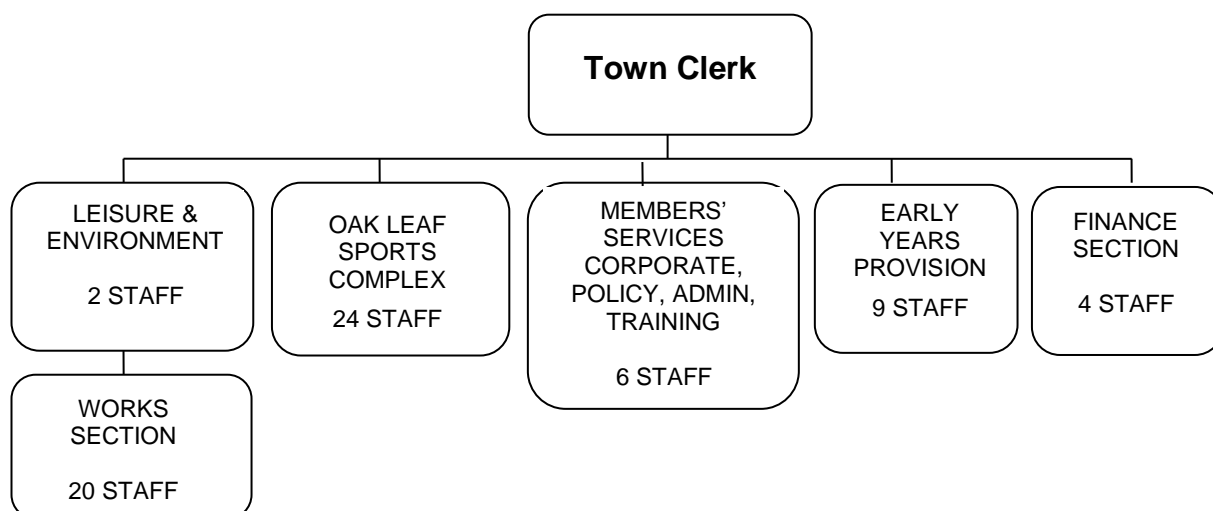 Town Clerk
LEISURE &
ENVIRONMENT
2 STAFF
OAK LEAF
SPORTS
COMPLEX
24 STAFF
MEMBERS’
SERVICES
CORPORATE,
POLICY, ADMIN,
TRAINING
6 STAFF
EARLY
YEARS
PROVISION
9 STAFF
FINANCE
SECTION
4 STAFF
WORKS
SECTION
20 STAFF